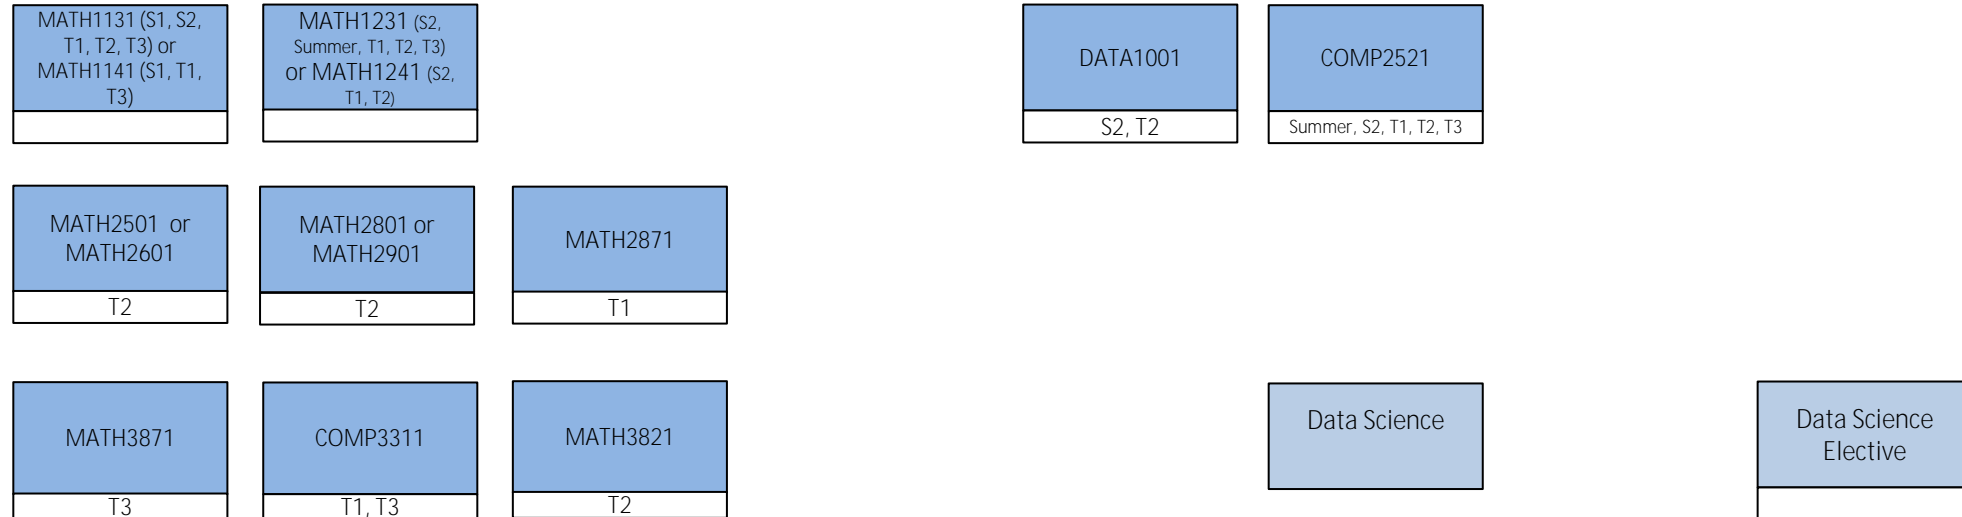 MATH1131 (S1, S2,
T1, T2, T3) or
MATH1141 (S1, T1,
T3)
MATH1231 (S2,
Summer, T1, T2, T3)
or MATH1241 (S2,
T1, T2)
DATA1001
S2, T2
COMP2521
Summer, S2, T1, T2, T3
MATH2501 or
MATH2601
T2
MATH2801 or
MATH2901
T2
MATH2871
T1
MATH3871
T3
COMP3311
T1, T3
MATH3821
T2
Data Science
Data Science
Elective